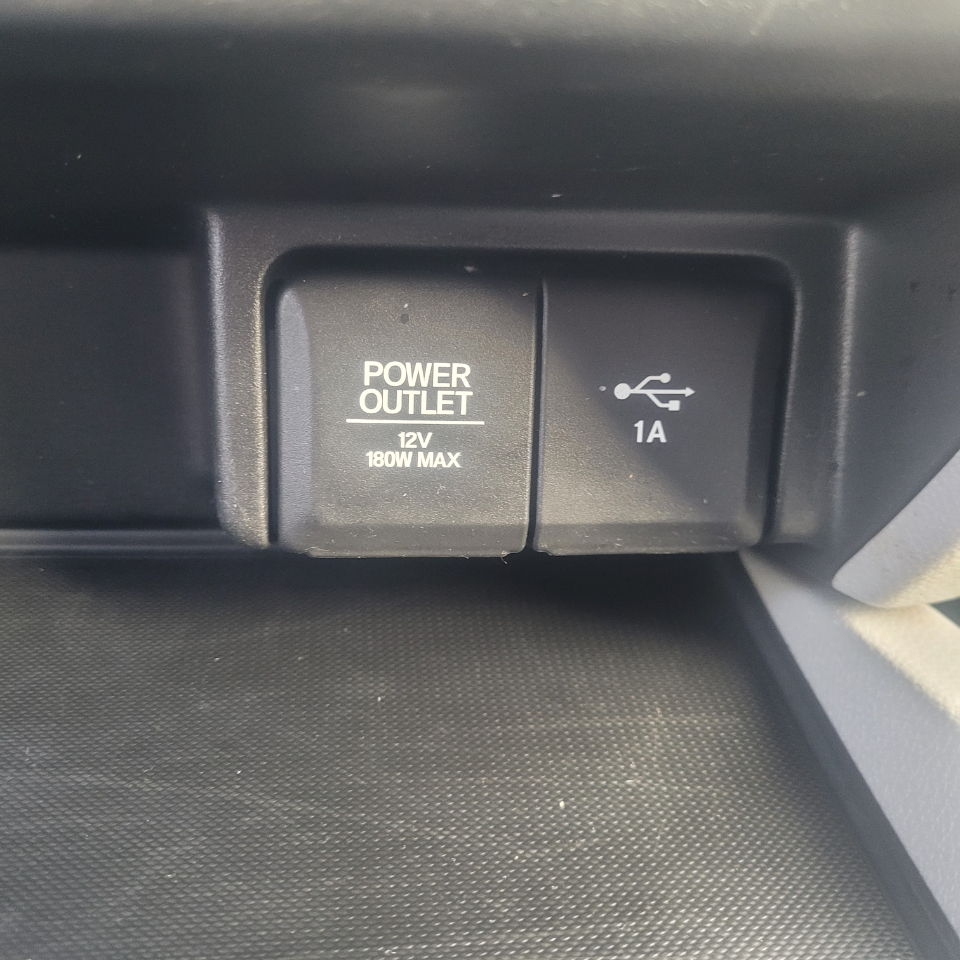 POWER
OUTLET
12V
180W MAX
1A